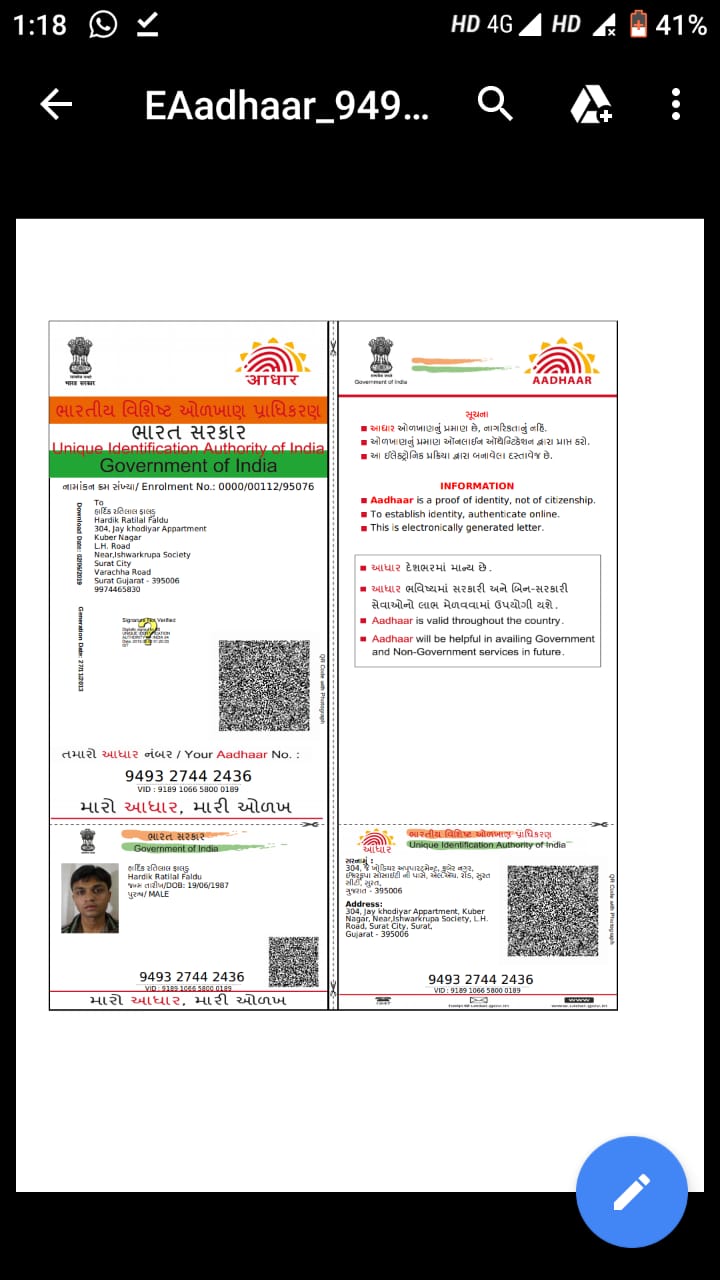 1:18 HD 4G HD 41%
EAadhaar_949...
भारत सरकार
આધાર
ભારતીય વિશિષ્ટ ઓળખાણ પ્રાધિકરણ
ભારત સરકાર
Unique Identification Authority of India
Government of India
નામાંકન ક્રમ સંખ્યા/ Enrolment No.: 0000/00112/95076
To
હાર્દિક રતિલાલ ફાલદુ
Hardik Ratilal Faldu
304, Jay khodiyar Appartment
Kuber Nagar
L.H. Road
Near,Ishwarkrupa Society
Surat City
Varachha Road
Surat Gujarat - 395006
9974465830
Download Date: 02/06/2019
Generation Date: 27/11/2013
Signature Not Verified
?
QR Code with Photograph
તમારો આધાર નંબર / Your Aadhaar No. :
9493 2744 2436
VID : 9189 1066 5800 0189
મારો આધાર, મારી ઓળખ
Government of India
AADHAAR
સૂચના
આધાર ઓળખાણનું પ્રમાણ છે, નાગરિકતાનું નહિં.
ઓળખાણનું પ્રમાણ ઑનલાઈન ઑથેન્ટિકેશન દ્વારા પ્રાપ્ત કરો.
આ ઈલેક્ટ્રોનિક પ્રક્રિયા દ્વારા બનાવેલા દસ્તાવેજ છે.
INFORMATION
Aadhaar is a proof of identity, not of citizenship.
To establish identity, authenticate online.
This is electronically generated letter.
આધાર દેશભરમાં માન્ય છે .
આધાર ભવિષ્યમાં સરકારી અને બિન-સરકારી
સેવાઓનો લાભ મેળવવામાં ઉપયોગી થશે .
Aadhaar is valid throughout the country.
Aadhaar will be helpful in availing Government
and Non-Government services in future.
ભારત સરકાર
Government of India
હાર્દિક રતિલાલ ફાલદુ
Hardik Ratilal Faldu
જન્મ તારીખ/DOB: 19/06/1987
પુરુષ/ MALE
9493 2744 2436
VID : 9189 1066 5800 0189
મારો આધાર, મારી ઓળખ
આધાર
ભારતીય વિશિષ્ટ ઓળખાણ પ્રાધિકરણ
Unique Identification Authority of India
સરનામું :
304, જે ખોડિયર અપ્પારટ્મેન્ટ, કુબેર નગર,
સોસાઈટી ની પાસે, એલ.એચ. રોડ, સુરત
સીટી, સુરત,
ગુજરાત - 395006
Address:
304, Jay khodiyar Appartment, Kuber
Nagar, Near,Ishwarkrupa Society, L.H.
Road, Surat City, Surat,
Gujarat - 395006
QR Code with Photograph
9493 2744 2436
VID : 9189 1066 5800 0189
www